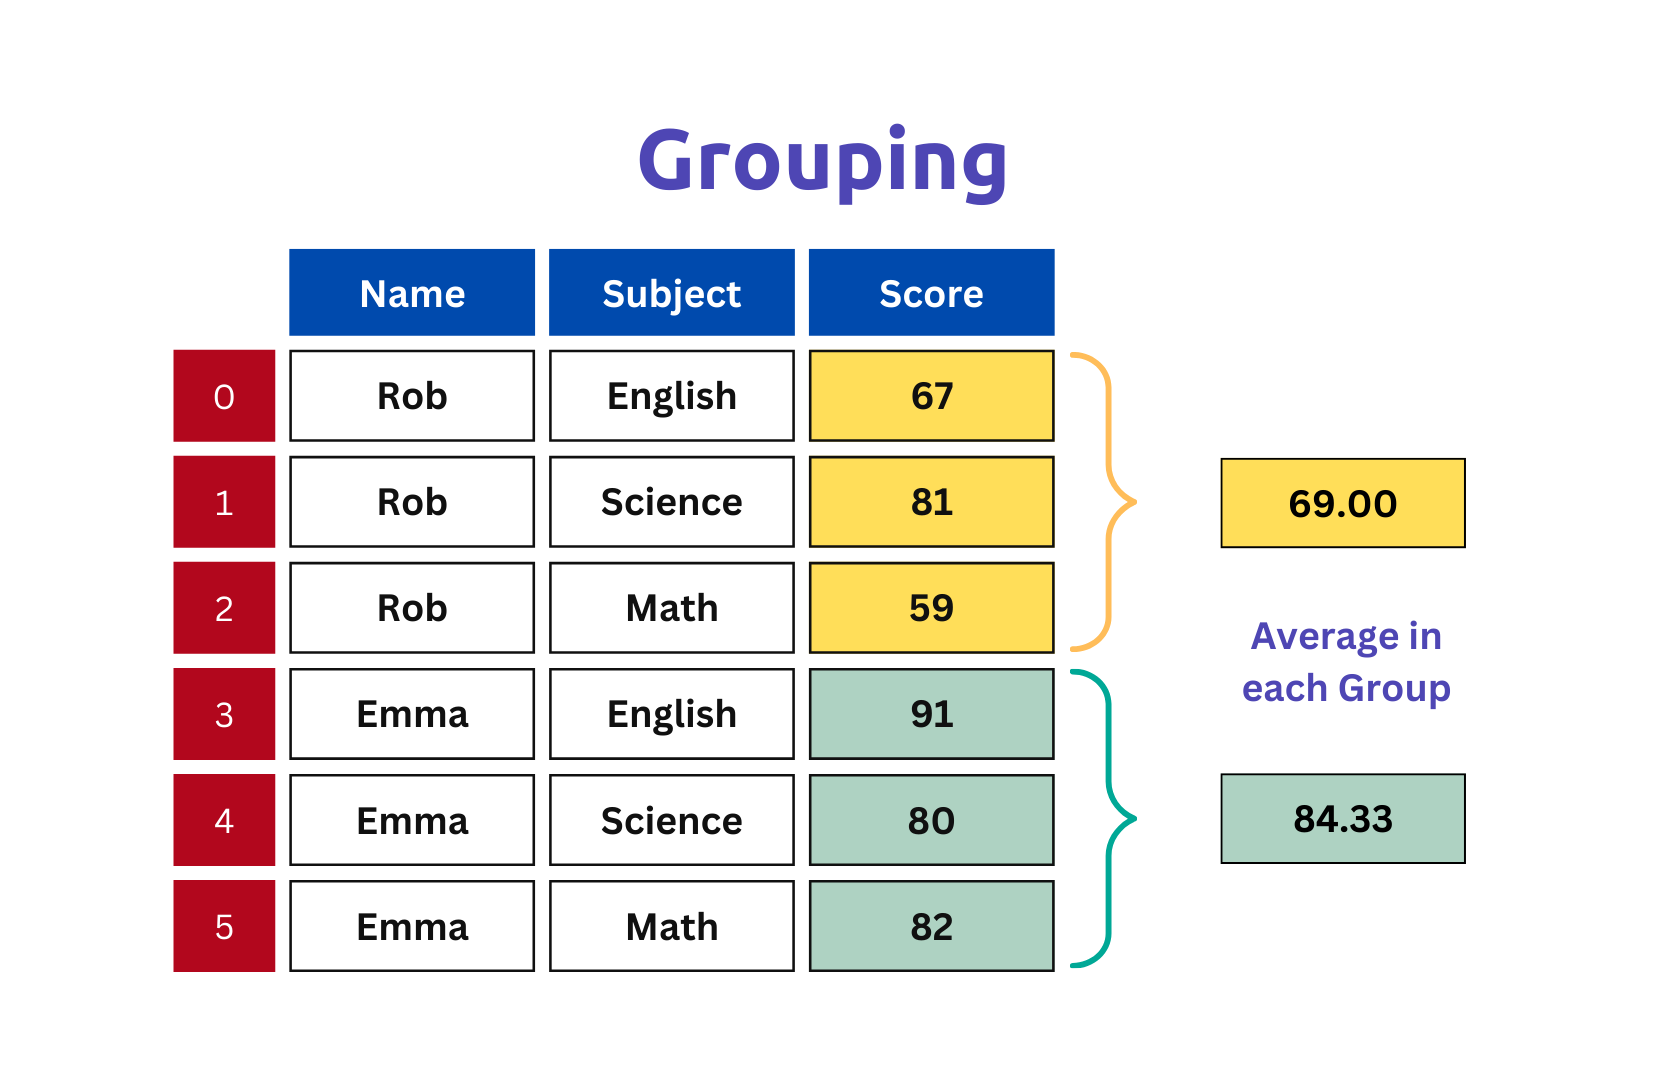 Grouping
Name Subject Score
0 Rob English 67
1 Rob Science 81
2 Rob Math 59
3 Emma English 91
4 Emma Science 80
5 Emma Math 82
69.00
Average in
each Group
84.33